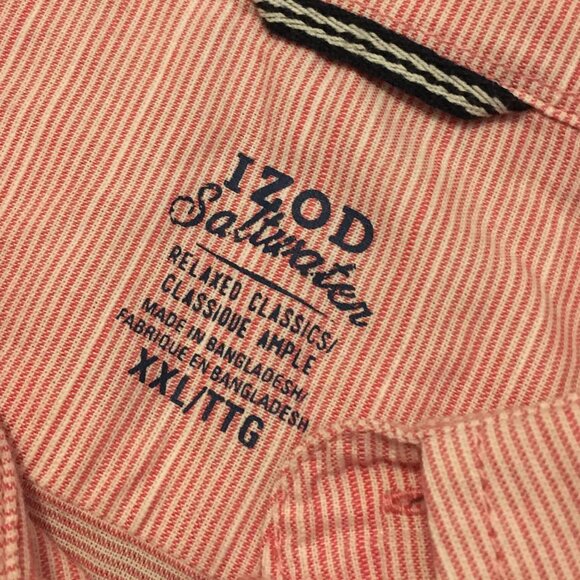 IZOD
Saltwater
RELAXED CLASSICS/
CLASSIQUE AMPLE
MADE IN BANGLADESH/
FABRIQUE EN BANGLADESH
XXL/TTG